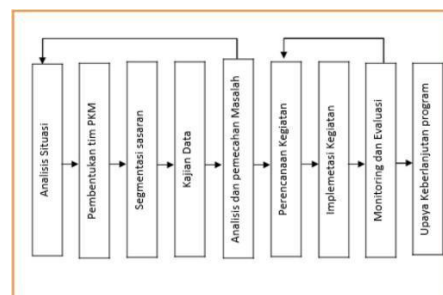 Analisis Situasi
Pembentukan tim PKM
Segmentasi sasaran
Kajian Data
Analisis dan pemecahan Masalah
Perencanaan Kegiatan
Implemetasi Kegiatan
Monitoring dan Evaluasi
Upaya Keberlanjutan program